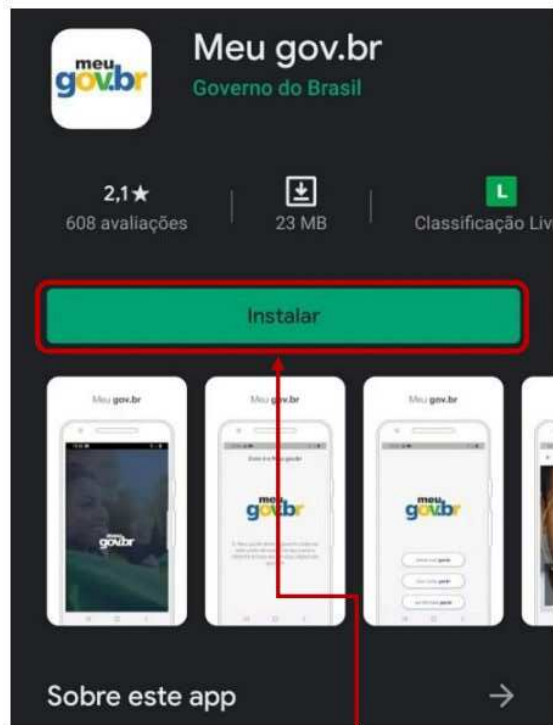 meu
gov.br
Meu gov.br
Governo do Brasil
2,1★
608 avaliações
23 MB
L
Classificação Liv
Instalar
Meu gov.br
Meu gov.br
Meu gov.br
meu
gov.br
meu
gov.br
meu
gov.br
Sobre este app